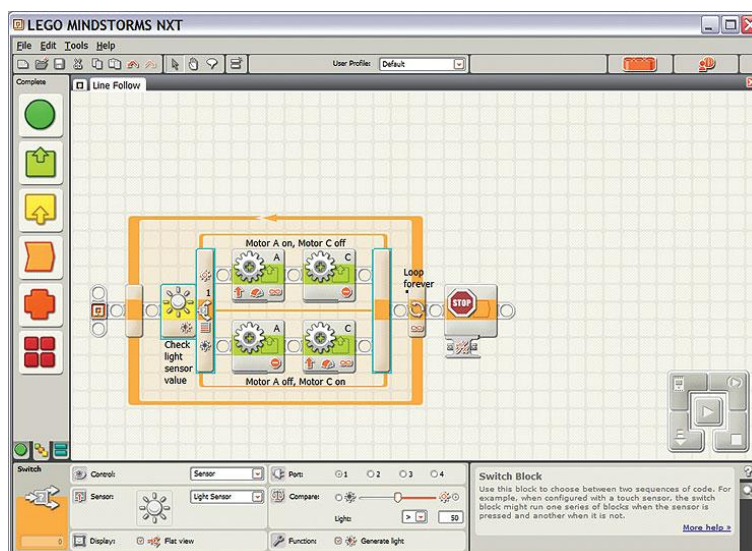 LEGO MINDSTORMS NXT
File Edit Tools Help
User Profile: Default
Complete
Line Follow
Motor A on, Motor C off
A C
Loop
forever
1
STOP
Check
light
sensor
value
A C
Motor A off, Motor C on
Switch
Control: Sensor
Port: 1 2 3 4
Switch Block
Use this block to choose between two sequences of code. For
example, when configured with a touch sensor, the switch
block might run one series of blocks when the sensor is
pressed and another when it is not.
More help »
Sensor: Light Sensor
Compare:
Light: > 50
Display: Flat view
Function: Generate light
0